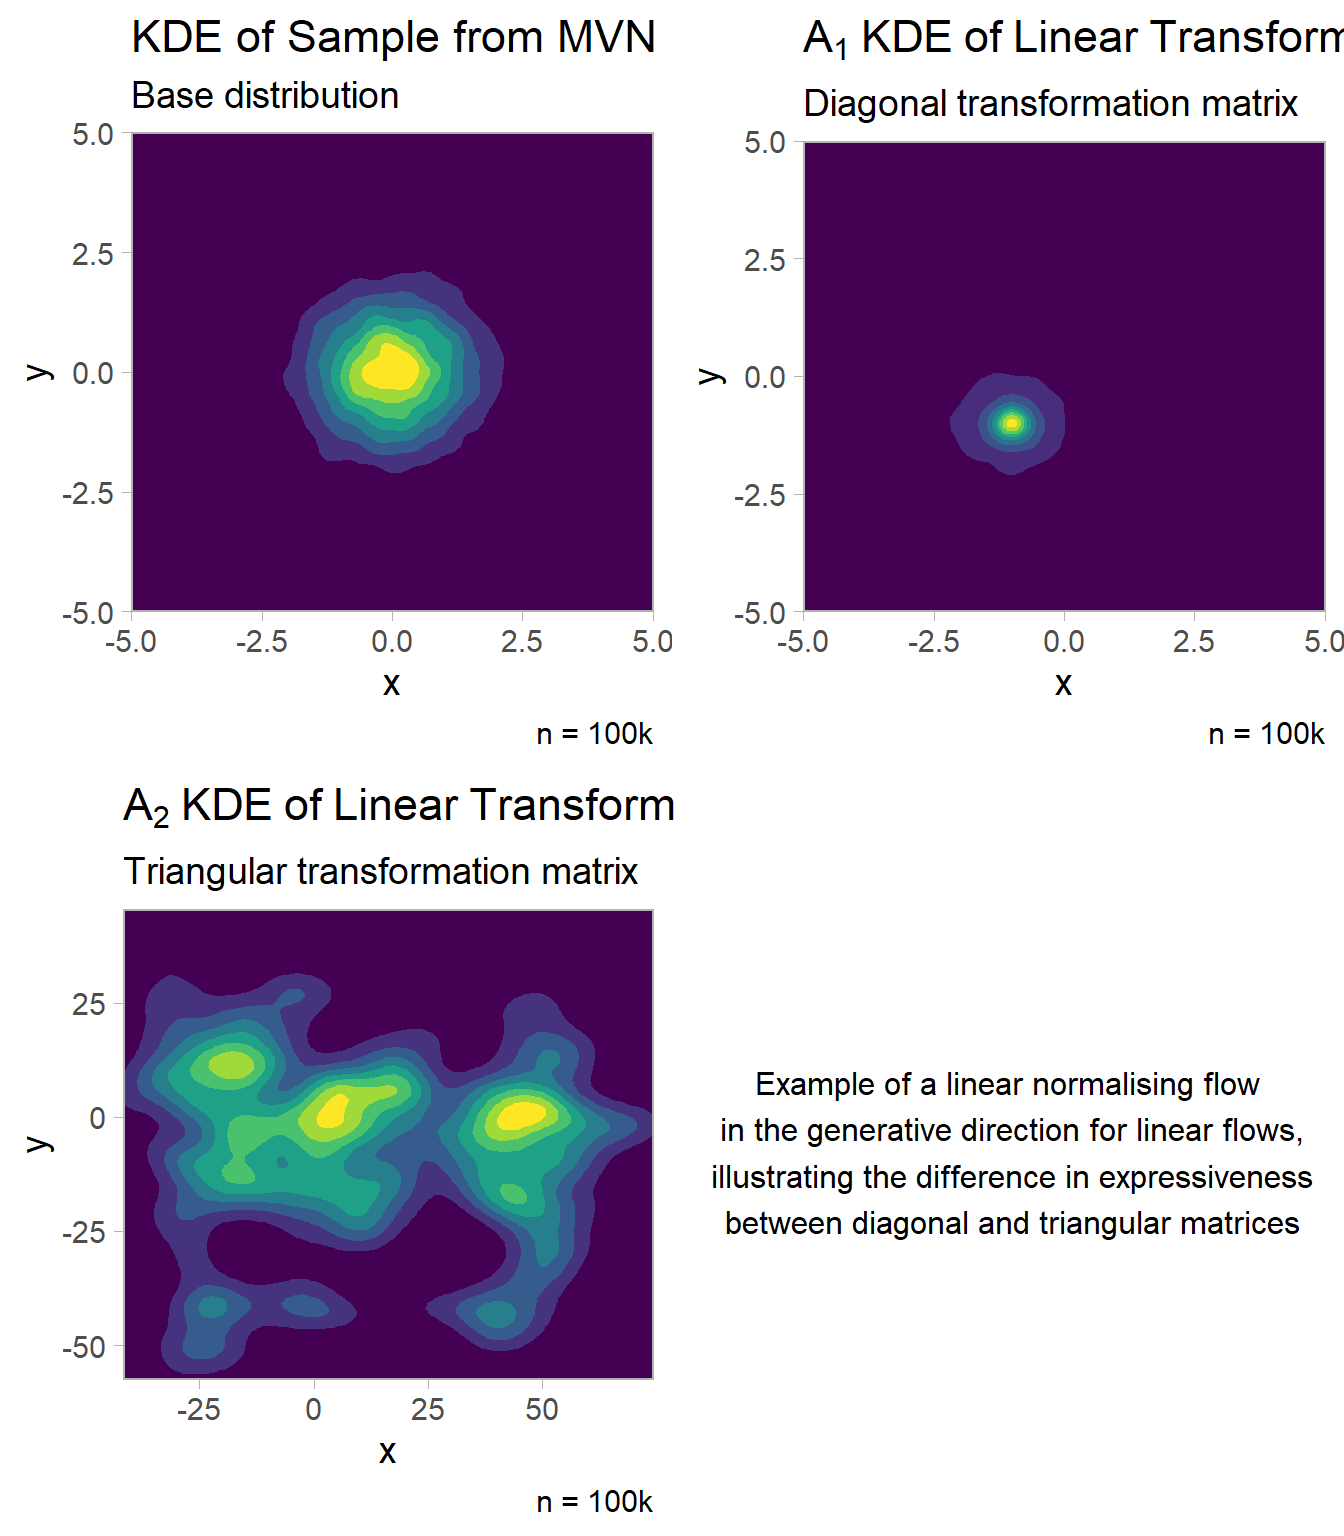 KDE of Sample from MVN
Base distribution
5.0
2.5
0.0
-2.5
-5.0
y
-5.0 -2.5 0.0 2.5 5.0
x
n = 100k
A₁ KDE of Linear Transform
Diagonal transformation matrix
5.0
2.5
0.0
-2.5
-5.0
y
-5.0 -2.5 0.0 2.5 5.0
x
n = 100k
A₂ KDE of Linear Transform
Triangular transformation matrix
25
0
-25
-50
y
-25 0 25 50
x
n = 100k
Example of a linear normalising flow
in the generative direction for linear flows,
illustrating the difference in expressiveness
between diagonal and triangular matrices